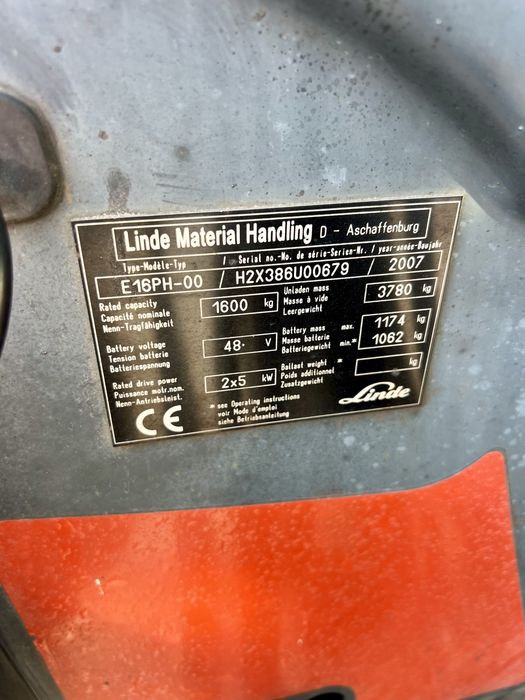 Linde Material Handling D - Aschaffenburg
Type-Modèle-Typ / Serial no.-No. de série-Serien-Nr. / year-année-Baujahr
E16PH-00 / H2X386U00679 / 2007
Rated capacity
Capacité nominale
Nenn-Tragfähigkeit
1600 kg
Unladen mass
Masse à vide
Leergewicht
3780 kg
Battery voltage
Tension batterie
Batteriespannung
48· V
Battery mass max.
Masse batterie
Batteriegewicht min.*
1174 kg
1062 kg
Rated drive power
Puissance motr.nom.
Nenn-Antriebsleist.
2x5 kW
Ballast weight *
Poids additionnel
Zusatzgewicht
kg
CE
* see Operating instructions
voir Mode d'emploi
siehe Betriebsanleitung
Linde